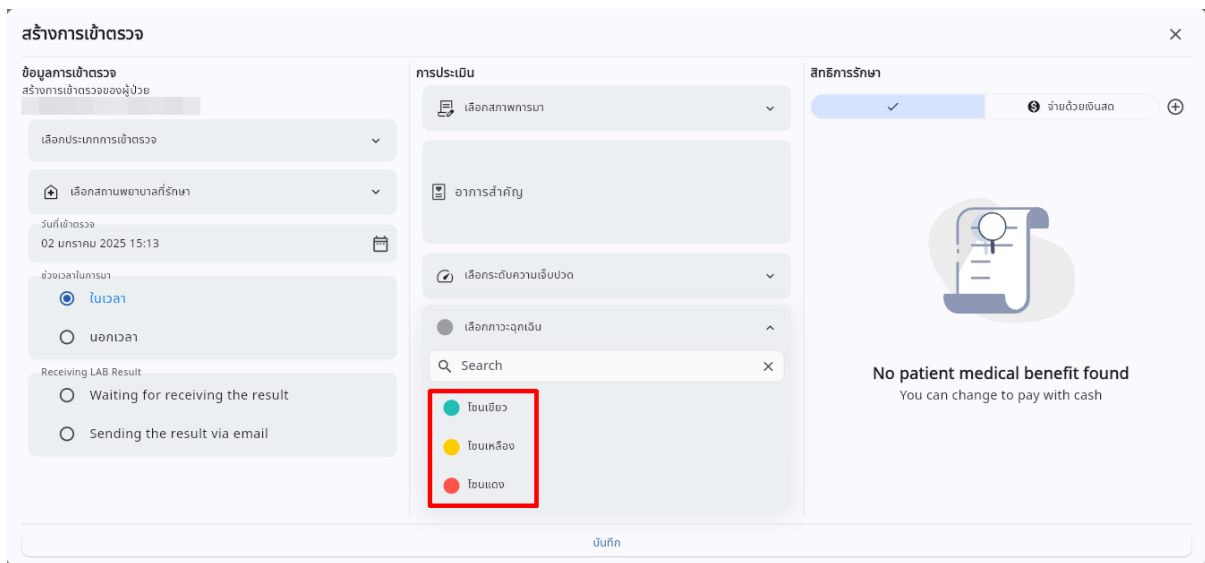 สร้างการเข้าตรวจ
ข้อมูลการเข้าตรวจ
สร้างการเข้าตรวจของผู้ป่วย
เลือกประเภทการเข้าตรวจ
เลือกสถานพยาบาลที่รักษา
วันที่เข้าตรวจ
02 มกราคม 2025 15:13
ช่วงเวลาในการมา
ในเวลา
นอกเวลา
Receiving LAB Result
Waiting for receiving the result
Sending the result via email
การประเมิน
เลือกสภาพการมา
อาการสำคัญ
เลือกระดับความเจ็บปวด
เลือกภาวะฉุกเฉิน
Search
โซนเขียว
โซนเหลือง
โซนแดง
สิทธิการรักษา
จ่ายด้วยเงินสด
No patient medical benefit found
You can change to pay with cash
บันทึก